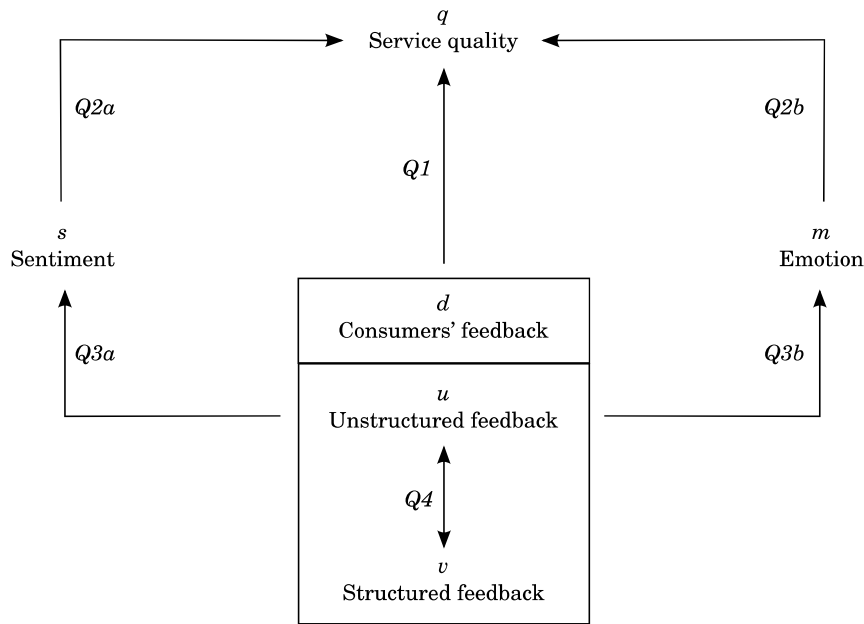 q
Service quality
Q2a
Q2b
Q1
s
Sentiment
m
Emotion
d
Consumers’ feedback
Q3a
Q3b
u
Unstructured feedback
Q4
v
Structured feedback